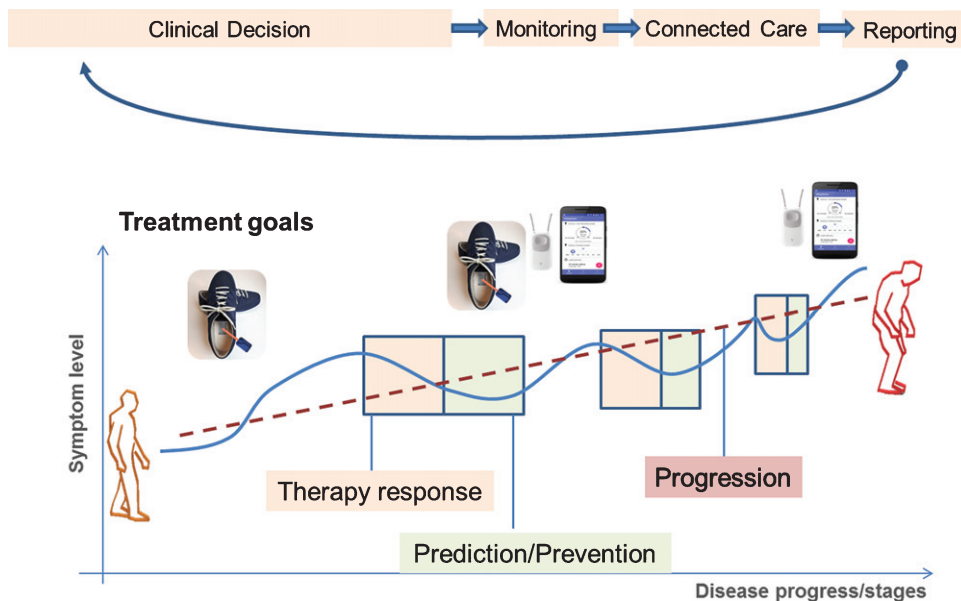 Clinical Decision
Monitoring
Connected Care
Reporting
Treatment goals
Symptom level
Therapy response
Progression
Prediction/Prevention
Disease progress/stages